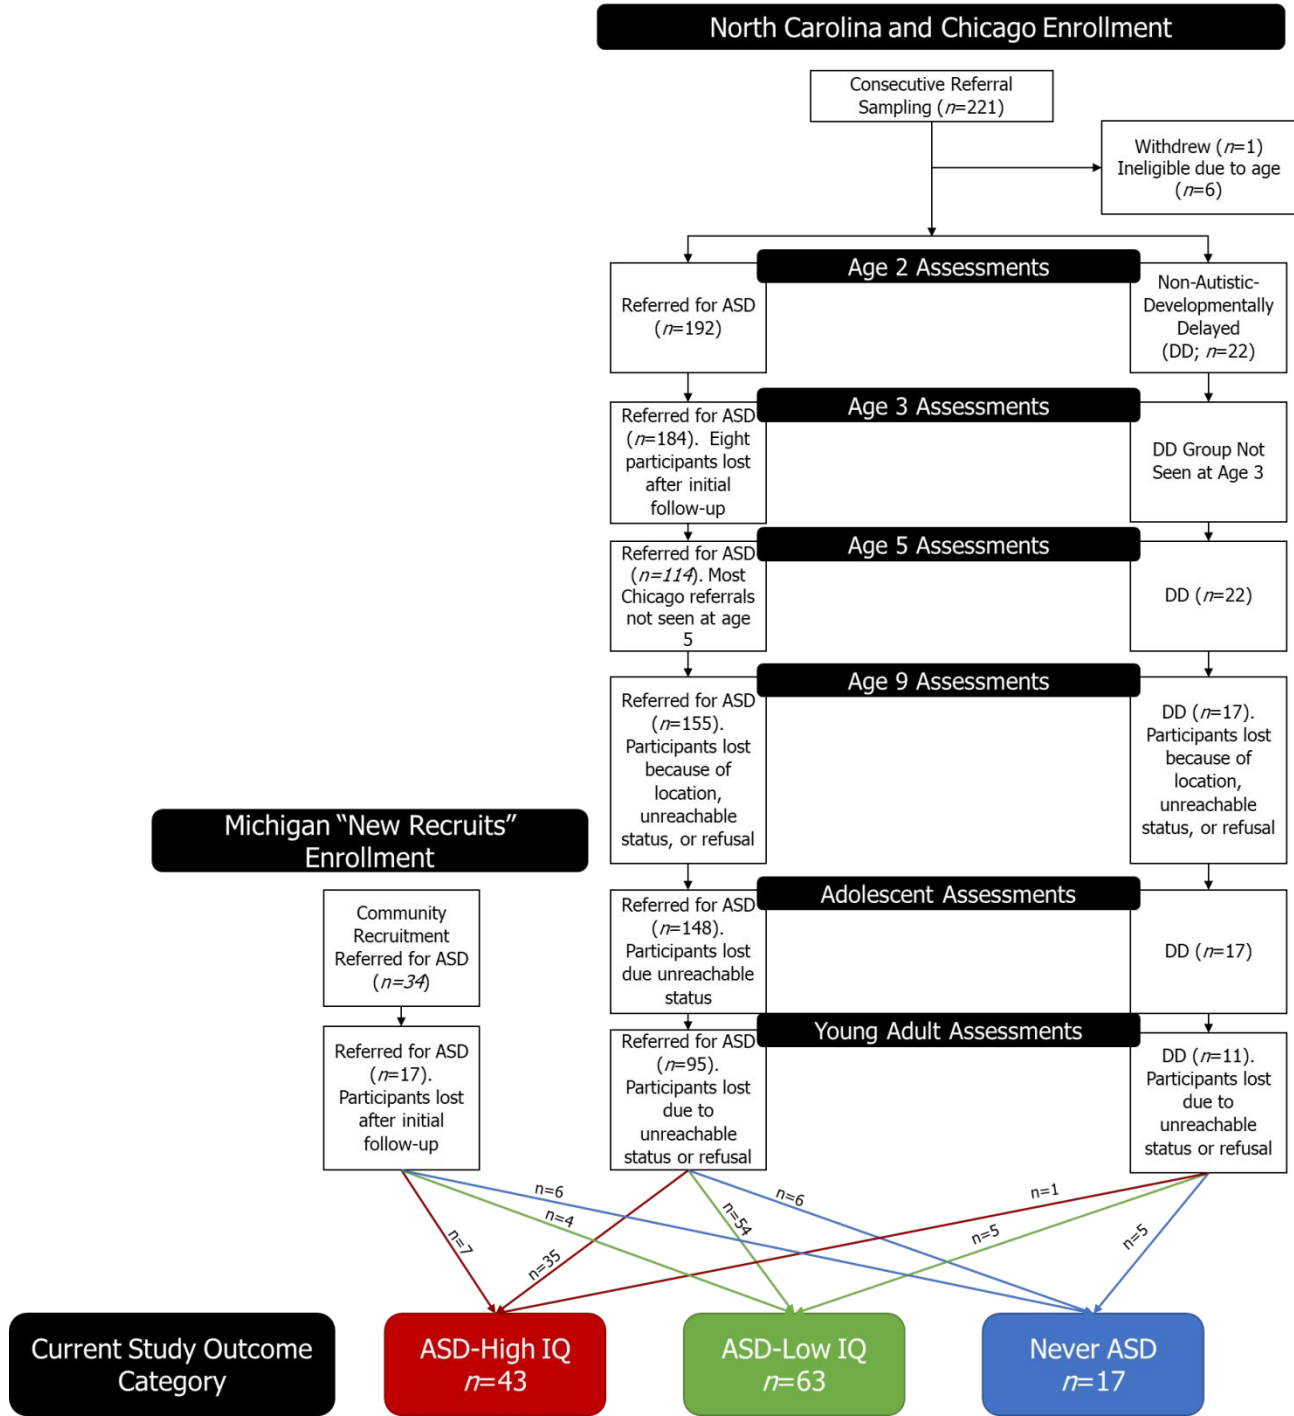 North Carolina and Chicago Enrollment
Consecutive Referral
Sampling (n=221)
Withdrew (n=1)
Ineligible due to age
(n=6)
Age 2 Assessments
Referred for ASD
(n=192)
Non-Autistic-
Developmentally
Delayed
(DD; n=22)
Age 3 Assessments
Referred for ASD
(n=184). Eight
participants lost
after initial
follow-up
DD Group Not
Seen at Age 3
Age 5 Assessments
Referred for ASD
(n=114). Most
Chicago referrals
not seen at age
5
DD (n=22)
Age 9 Assessments
Referred for ASD
(n=155).
Participants lost
because of
location,
unreachable
status, or refusal
DD (n=17).
Participants lost
because of
location,
unreachable
status, or refusal
Michigan “New Recruits”
Enrollment
Adolescent Assessments
Community
Recruitment
Referred for ASD
(n=34)
Referred for ASD
(n=148).
Participants lost
due unreachable
status
DD (n=17)
Young Adult Assessments
Referred for ASD
(n=17).
Participants lost
after initial
follow-up
Referred for ASD
(n=95).
Participants lost
due to
unreachable
status or refusal
DD (n=11).
Participants lost
due to
unreachable
status or refusal
n=6
n=4
n=7
n=35
n=54
n=6
n=1
n=5
n=5
Current Study Outcome
Category
ASD-High IQ
n=43
ASD-Low IQ
n=63
Never ASD
n=17